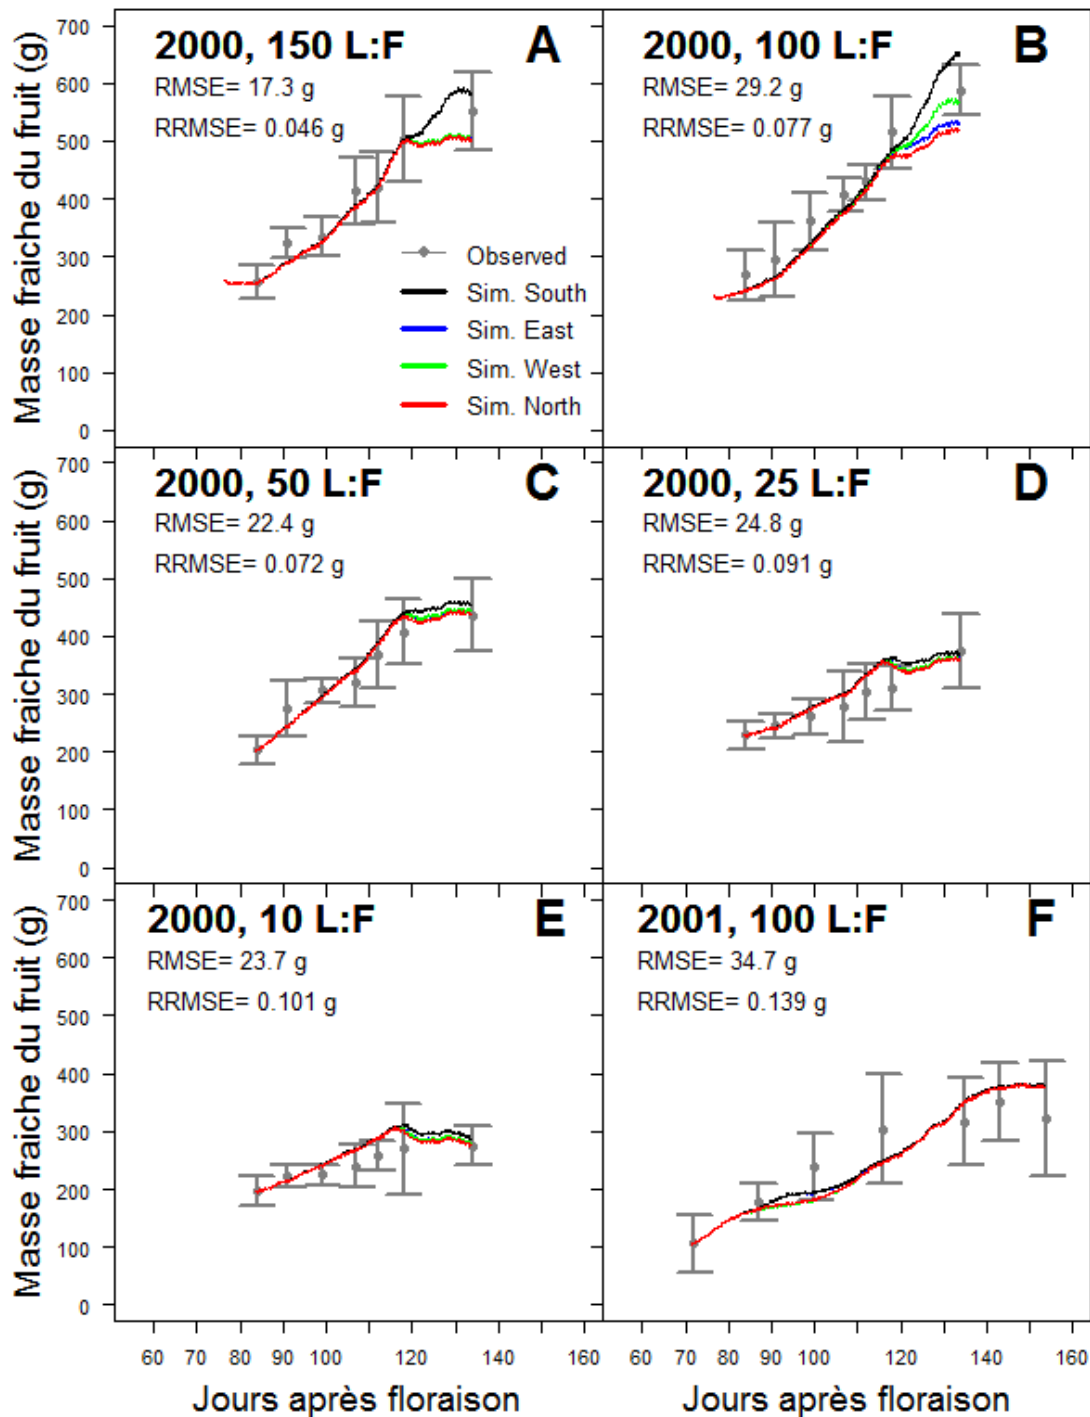 2000, 150 L:F
A
RMSE= 17.3 g
RRMSE= 0.046 g
Observed
Sim. South
Sim. East
Sim. West
Sim. North
Masse fraiche du fruit (g)
700
600
500
400
300
200
100
0
2000, 100 L:F
B
RMSE= 29.2 g
RRMSE= 0.077 g
2000, 50 L:F
C
RMSE= 22.4 g
RRMSE= 0.072 g
Masse fraiche du fruit (g)
700
600
500
400
300
200
100
0
2000, 25 L:F
D
RMSE= 24.8 g
RRMSE= 0.091 g
2000, 10 L:F
E
RMSE= 23.7 g
RRMSE= 0.101 g
Masse fraiche du fruit (g)
700
600
500
400
300
200
100
0
2001, 100 L:F
F
RMSE= 34.7 g
RRMSE= 0.139 g
60 80 90 100 120 140 160
60 70 80 90 100 120 140 160
Jours après floraison
Jours après floraison